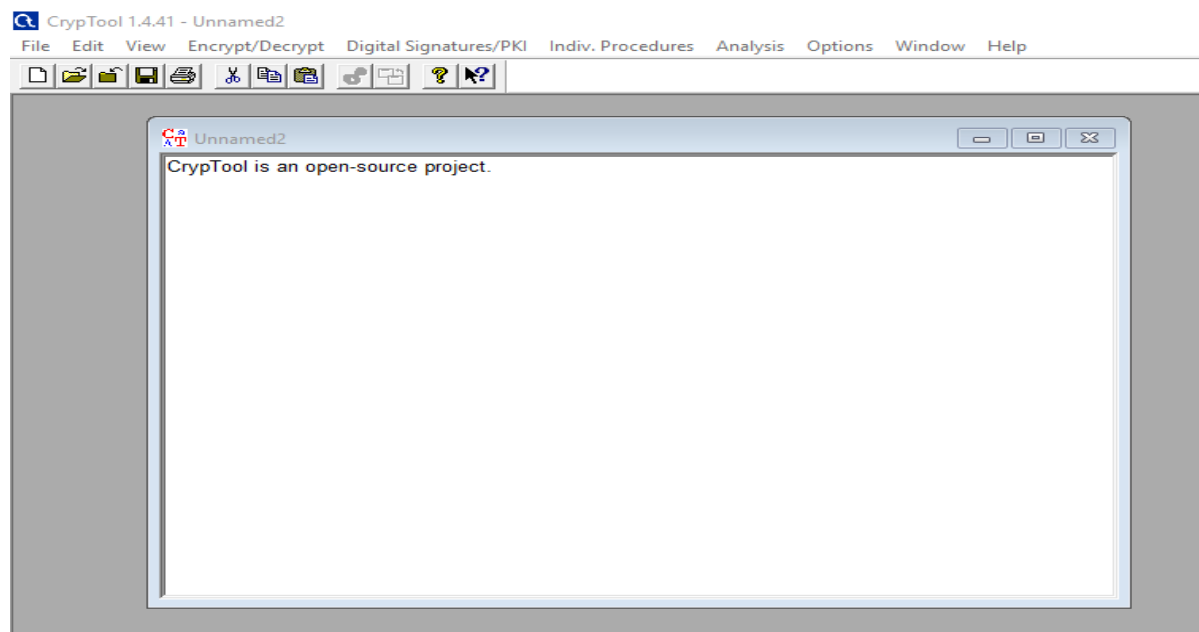 CrypTool 1.4.41 - Unnamed2
File Edit View Encrypt/Decrypt Digital Signatures/PKI Indiv. Procedures Analysis Options Window Help
Unnamed2
CrypTool is an open-source project.